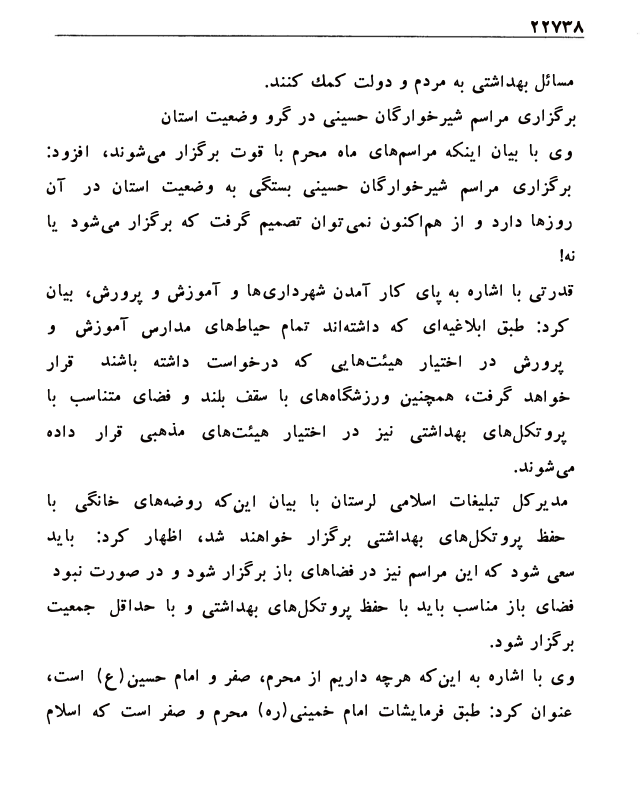 ۲۲۷۳۸
مسائل بهداشتی به مردم و دولت کمك کنند.
برگزاری مراسم شیرخوارگان حسینی در گرو وضعیت استان
وی با بیان اینکه مراسم‌های ماه محرم با قوت برگزار می‌شوند، افزود:
برگزاری مراسم شیرخوارگان حسینی بستگی به وضعیت استان در آن
روزها دارد و از هم‌اکنون نمی‌توان تصمیم گرفت که برگزار می‌شود یا
نه!
قدرتی با اشاره به پای کار آمدن شهرداری‌ها و آموزش و پرورش، بیان
کرد: طبق ابلاغیه‌ای که داشته‌اند تمام حیاط‌های مدارس آموزش و
پرورش در اختیار هیئت‌هایی که درخواست داشته باشند قرار
خواهد گرفت، همچنین ورزشگاه‌های با سقف بلند و فضای متناسب با
پروتکل‌های بهداشتی نیز در اختیار هیئت‌های مذهبی قرار داده
می‌شوند.
مدیرکل تبلیغات اسلامی لرستان با بیان این‌که روضه‌های خانگی با
حفظ پروتکل‌های بهداشتی برگزار خواهند شد، اظهار کرد: باید
سعی شود که این مراسم نیز در فضاهای باز برگزار شود و در صورت نبود
فضای باز مناسب باید با حفظ پروتکل‌های بهداشتی و با حداقل جمعیت
برگزار شود.
وی با اشاره به این‌که هرچه داریم از محرم، صفر و امام حسین(ع) است،
عنوان کرد: طبق فرمایشات امام خمینی(ره) محرم و صفر است که اسلام